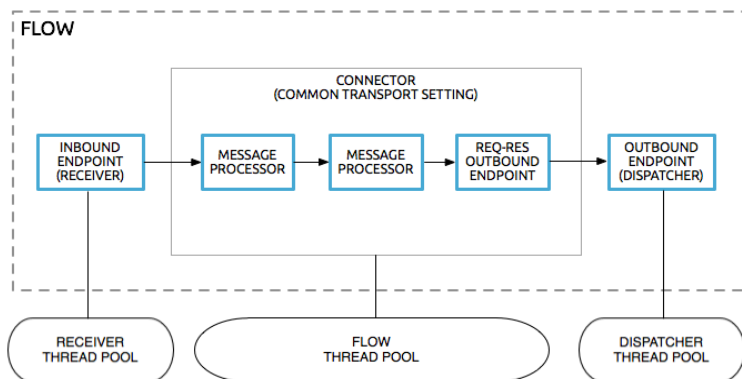 FLOW
CONNECTOR
(COMMON TRANSPORT SETTING)
INBOUND
ENDPOINT
(RECEIVER)
MESSAGE
PROCESSOR
MESSAGE
PROCESSOR
REQ-RES
OUTBOUND
ENDPOINT
OUTBOUND
ENDPOINT
(DISPATCHER)
RECEIVER
THREAD POOL
FLOW
THREAD POOL
DISPATCHER
THREAD POOL